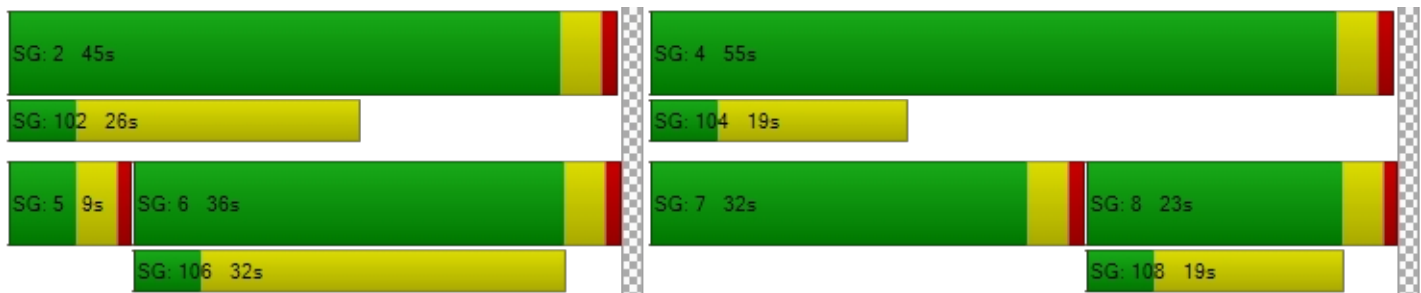 SG: 2 45s
SG: 4 55s
SG: 102 26s
SG: 104 19s
SG: 5 9s
SG: 6 36s
SG: 7 32s
SG: 8 23s
SG: 106 32s
SG: 108 19s